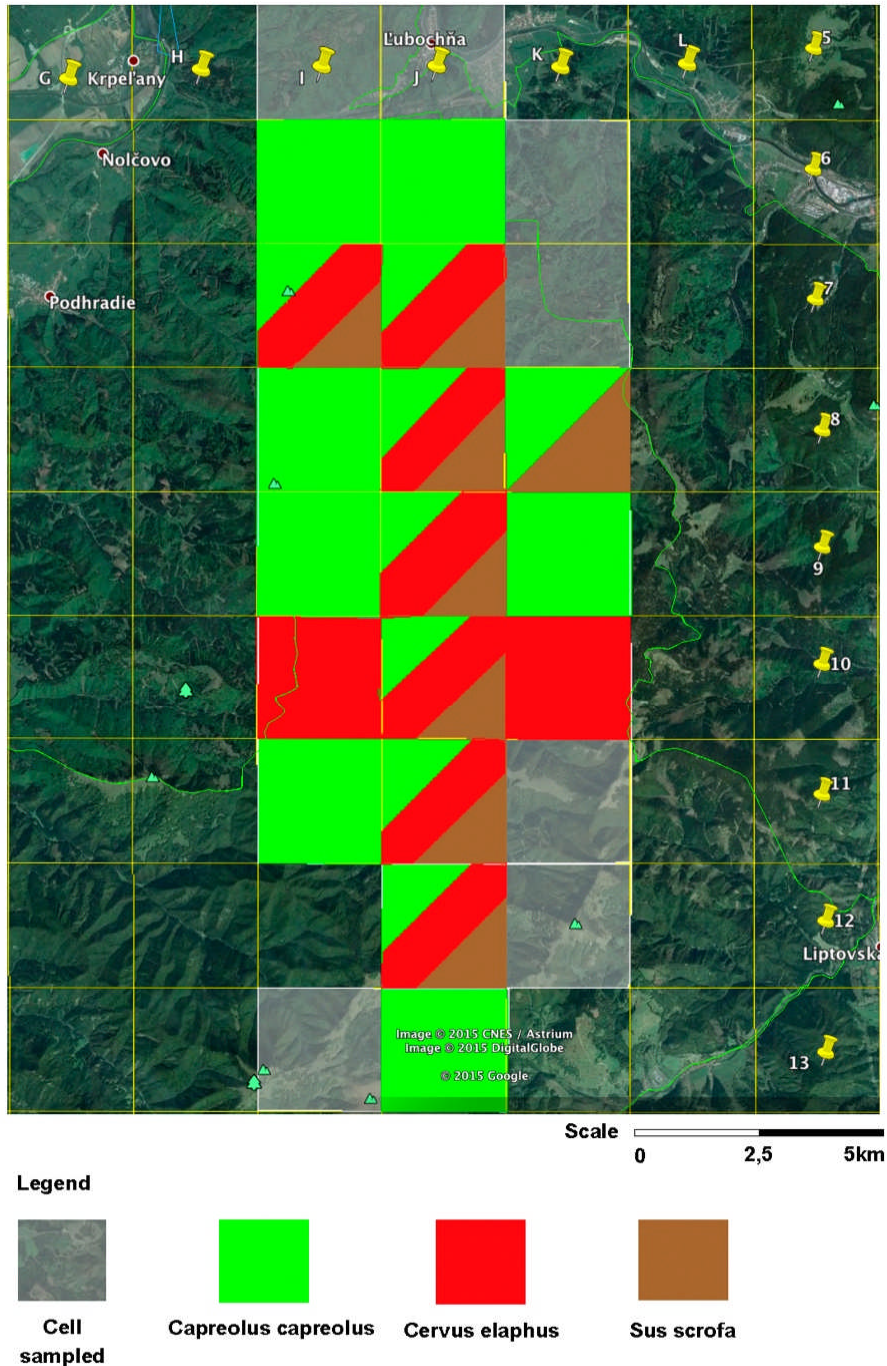 Ľubochňa
5
H
L
K
G
Krpeľany
I
J
Nolčovo
6
Podhradie
7
8
9
10
11
12
Liptovská
Image © 2015 CNES / Astrium
Image © 2015 DigitalGlobe
13
© 2015 Google
Scale
0 2,5 5km
Legend
Cell sampled
Capreolus capreolus
Cervus elaphus
Sus scrofa